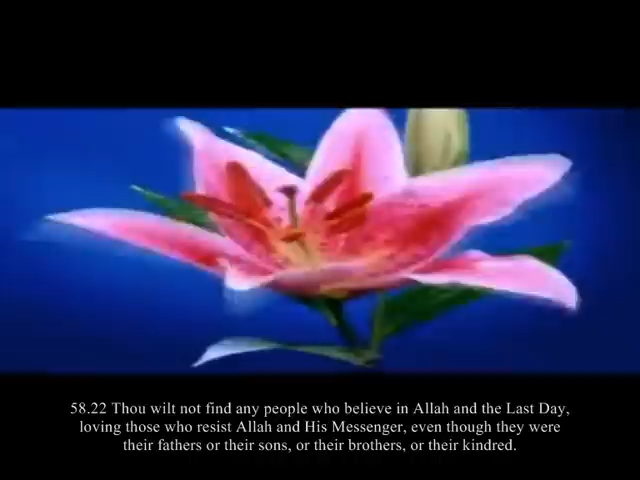 58.22 Thou wilt not find any people who believe in Allah and the Last Day,
loving those who resist Allah and His Messenger, even though they were
their fathers or their sons, or their brothers, or their kindred.